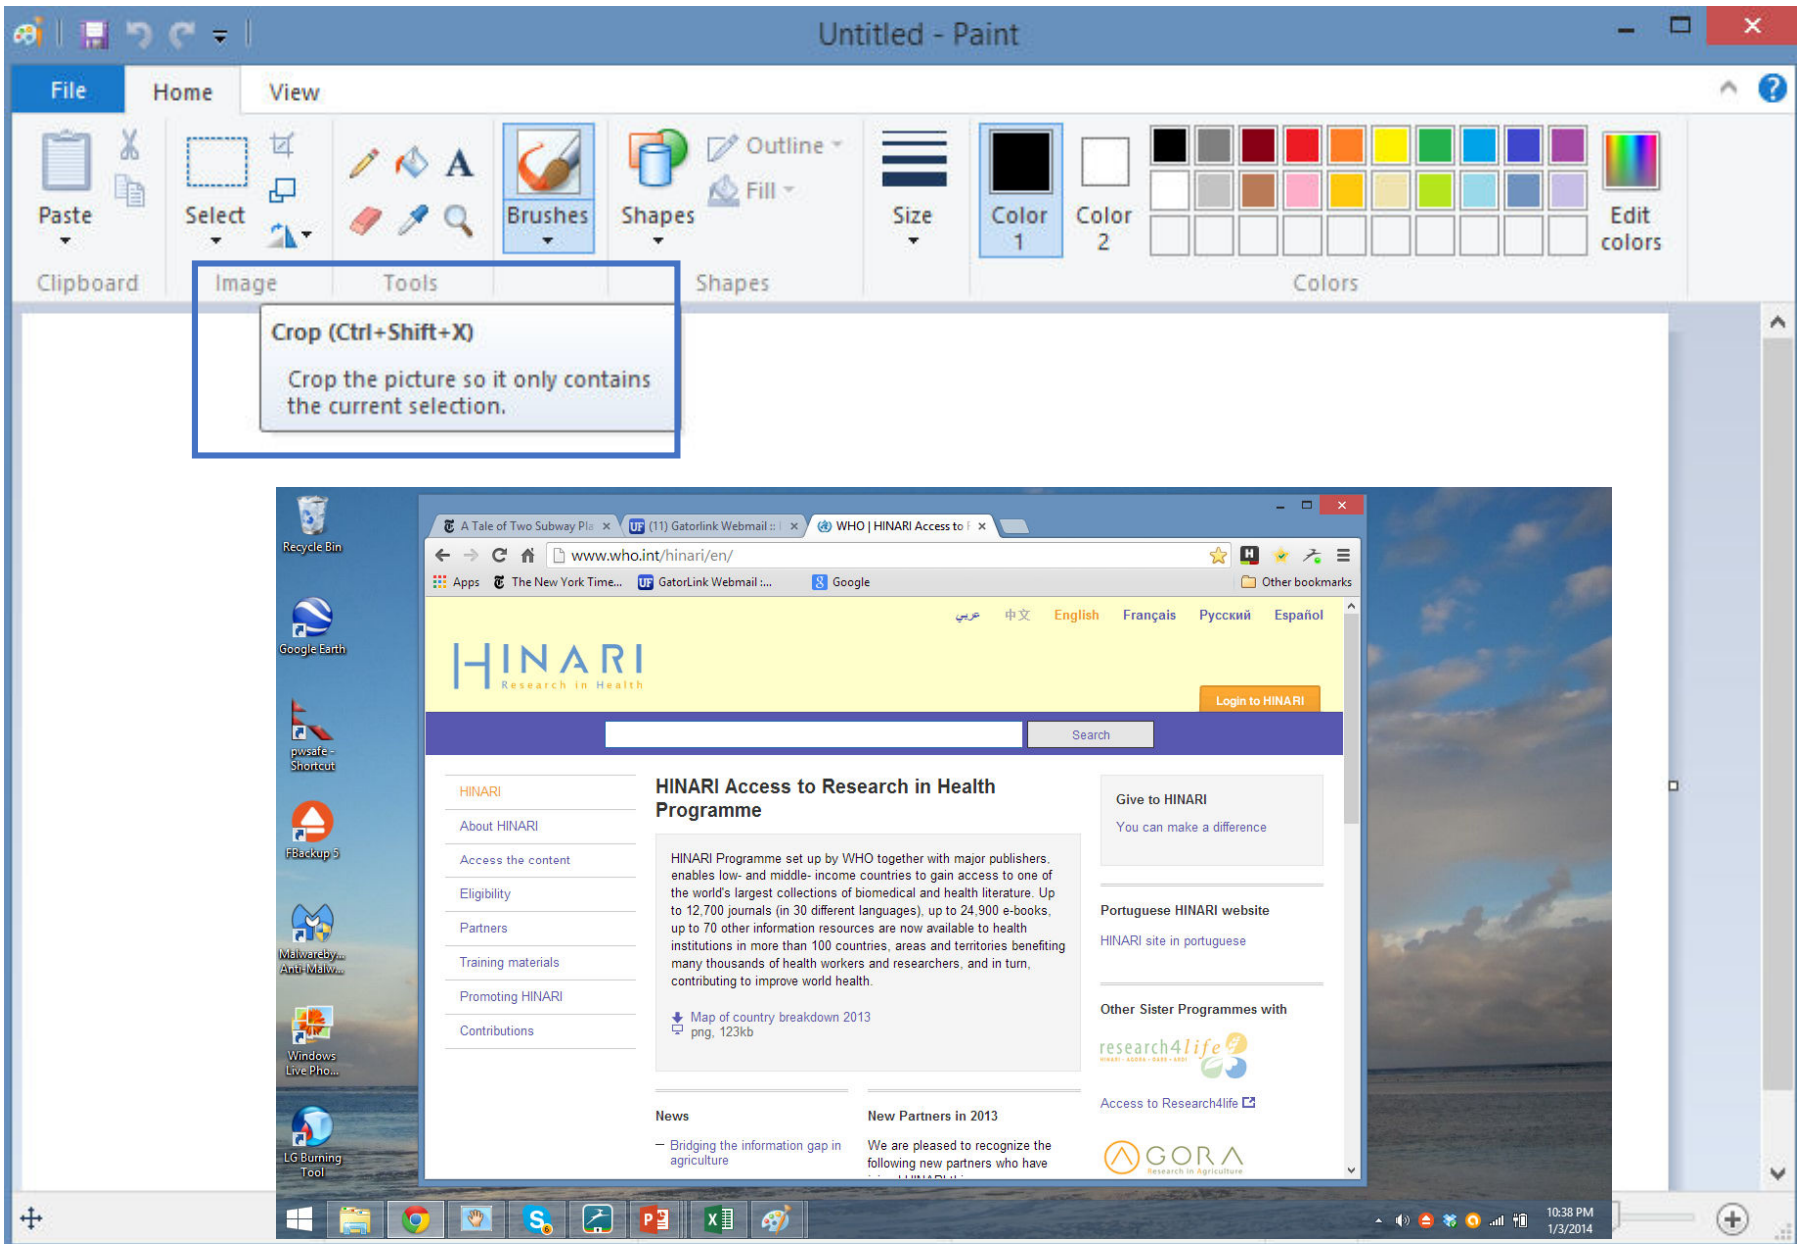 Untitled - Paint
File Home View
Paste
Select
Brushes
Shapes
Outline
Fill
Size
Color 1
Color 2
Edit colors
Clipboard
Image
Tools
Shapes
Colors
Crop (Ctrl+Shift+X)
Crop the picture so it only contains
the current selection.
Recycle Bin
Google Earth
pwsafe -
Shortcut
FBackup 5
Malwareby...
Anti-Malw...
Windows
Live Pho...
LG Burning
Tool
A Tale of Two Subway Pla
(11) Gatorlink Webmail ::
WHO | HINARI Access to
www.who.int/hinari/en/
Apps The New York Time... GatorLink Webmail :... Google Other bookmarks
عربي 中文 English Français Русский Español
HINARI
Research in Health
Login to HINARI
Search
HINARI
About HINARI
Access the content
Eligibility
Partners
Training materials
Promoting HINARI
Contributions
HINARI Access to Research in Health
Programme
HINARI Programme set up by WHO together with major publishers,
enables low- and middle- income countries to gain access to one of
the world's largest collections of biomedical and health literature. Up
to 12,700 journals (in 30 different languages), up to 24,900 e-books,
up to 70 other information resources are now available to health
institutions in more than 100 countries, areas and territories benefiting
many thousands of health workers and researchers, and in turn,
contributing to improve world health.
Map of country breakdown 2013
png, 123kb
News
– Bridging the information gap in
agriculture
New Partners in 2013
We are pleased to recognize the
following new partners who have
Give to HINARI
You can make a difference
Portuguese HINARI website
HINARI site in portuguese
Other Sister Programmes with
research4life
HINARI - AGORA - OARE - ARDI
Access to Research4life
AGORA
Research in Agriculture
10:38 PM
1/3/2014